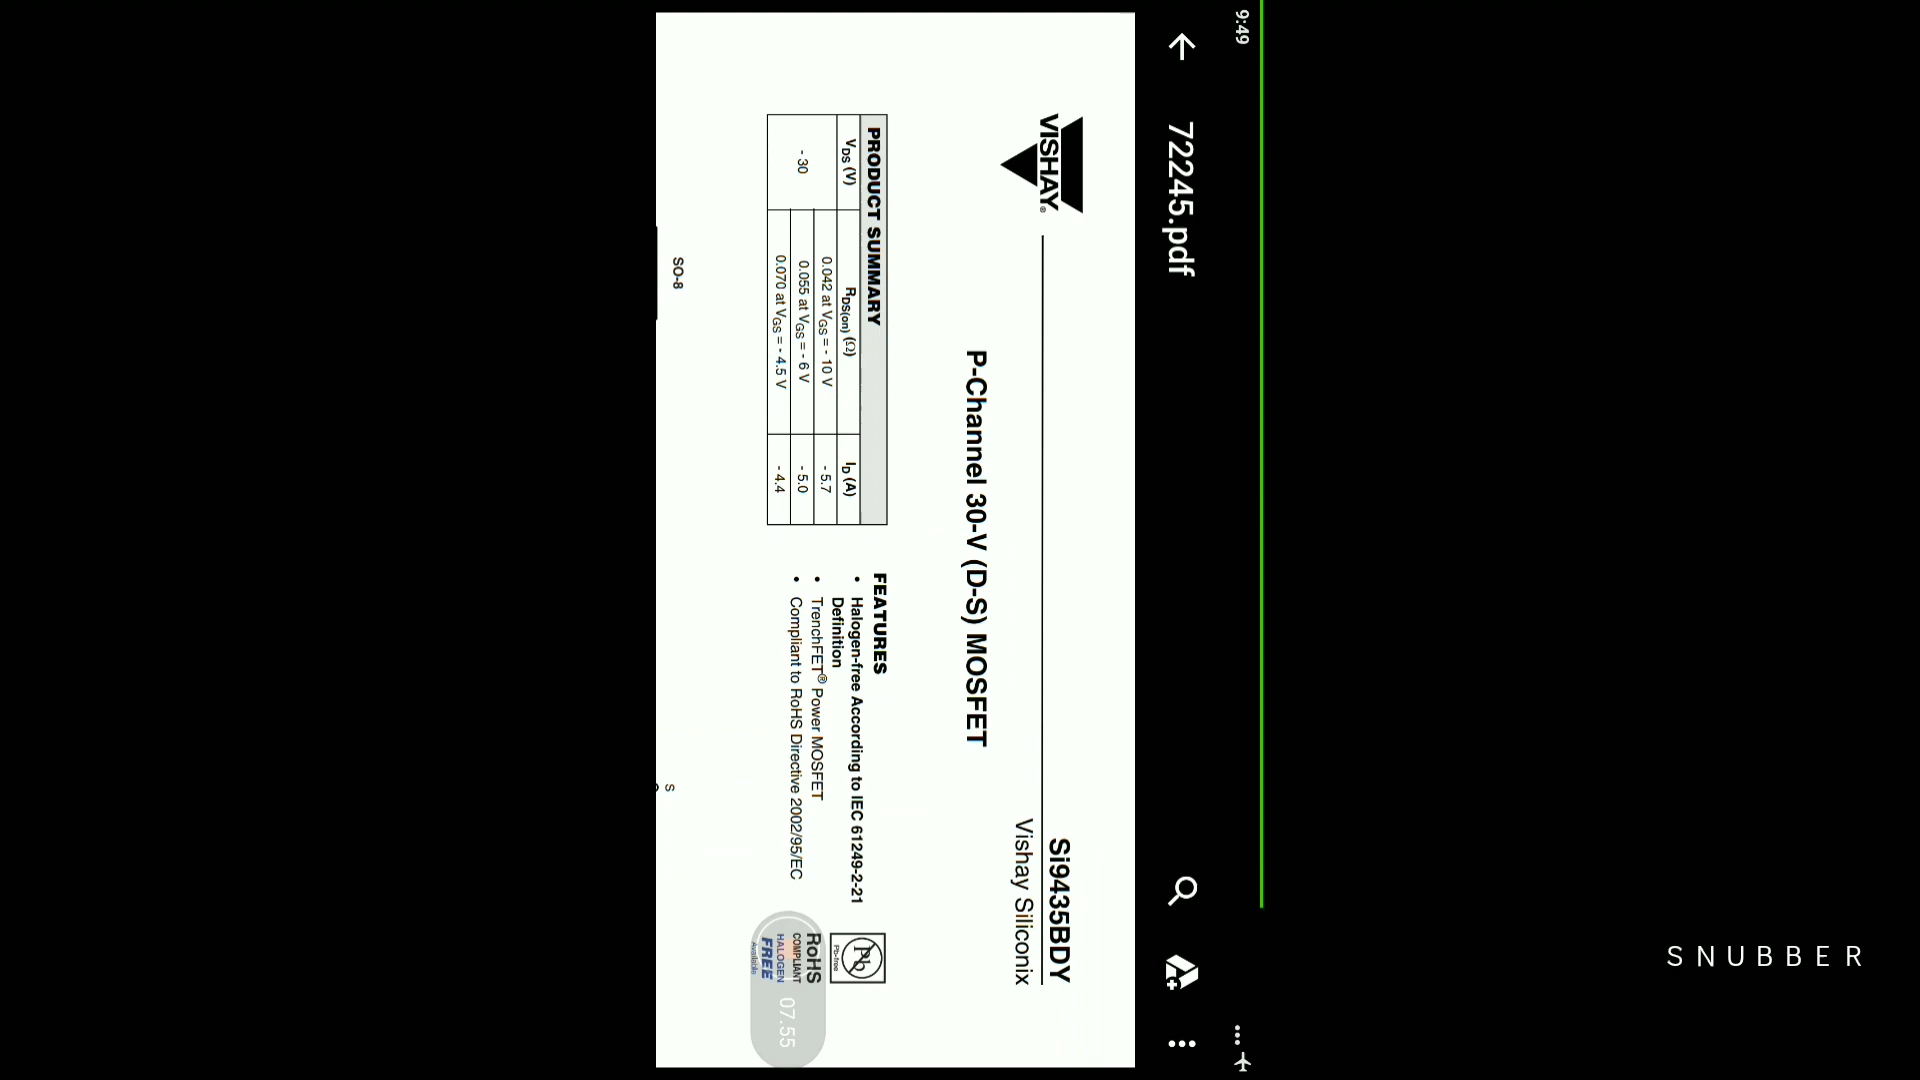 9:49
72245.pdf
VISHAY®
Si9435BDY
Vishay Siliconix
P-Channel 30-V (D-S) MOSFET
PRODUCT SUMMARY
VDS (V) RDS(on) (Ω) ID (A)
- 30 0.042 at VGS = - 10 V - 5.7
0.055 at VGS = - 6 V - 5.0
0.070 at VGS = - 4.5 V - 4.4
FEATURES
• Halogen-free According to IEC 61249-2-21
Definition
• TrenchFET® Power MOSFET
• Compliant to RoHS Directive 2002/95/EC
Pb
Pb-free
RoHS
COMPLIANT
HALOGEN
FREE
Available
07.55
SO-8
S
SNUBBER